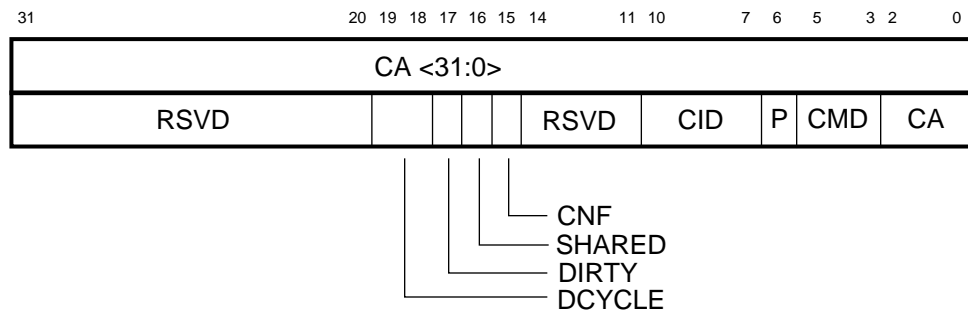 31 20 19 18 17 16 15 14 11 10 7 6 5 3 2 0
CA <31:0>
RSVD RSVD CID P CMD CA
CNF
SHARED
DIRTY
DCYCLE